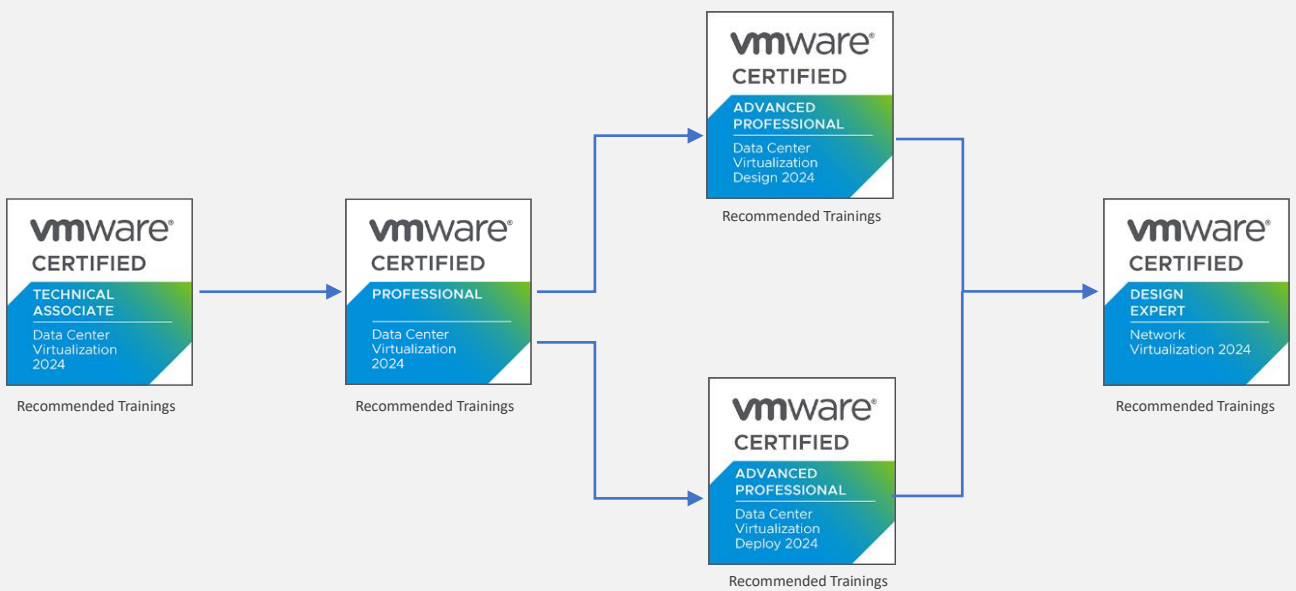 vmware®
CERTIFIED
TECHNICAL
ASSOCIATE
Data Center
Virtualization
2024
Recommended Trainings
vmware®
CERTIFIED
PROFESSIONAL
Data Center
Virtualization
2024
Recommended Trainings
vmware®
CERTIFIED
ADVANCED
PROFESSIONAL
Data Center
Virtualization
Design 2024
Recommended Trainings
vmware®
CERTIFIED
ADVANCED
PROFESSIONAL
Data Center
Virtualization
Deploy 2024
Recommended Trainings
vmware®
CERTIFIED
DESIGN
EXPERT
Network
Virtualization 2024
Recommended Trainings